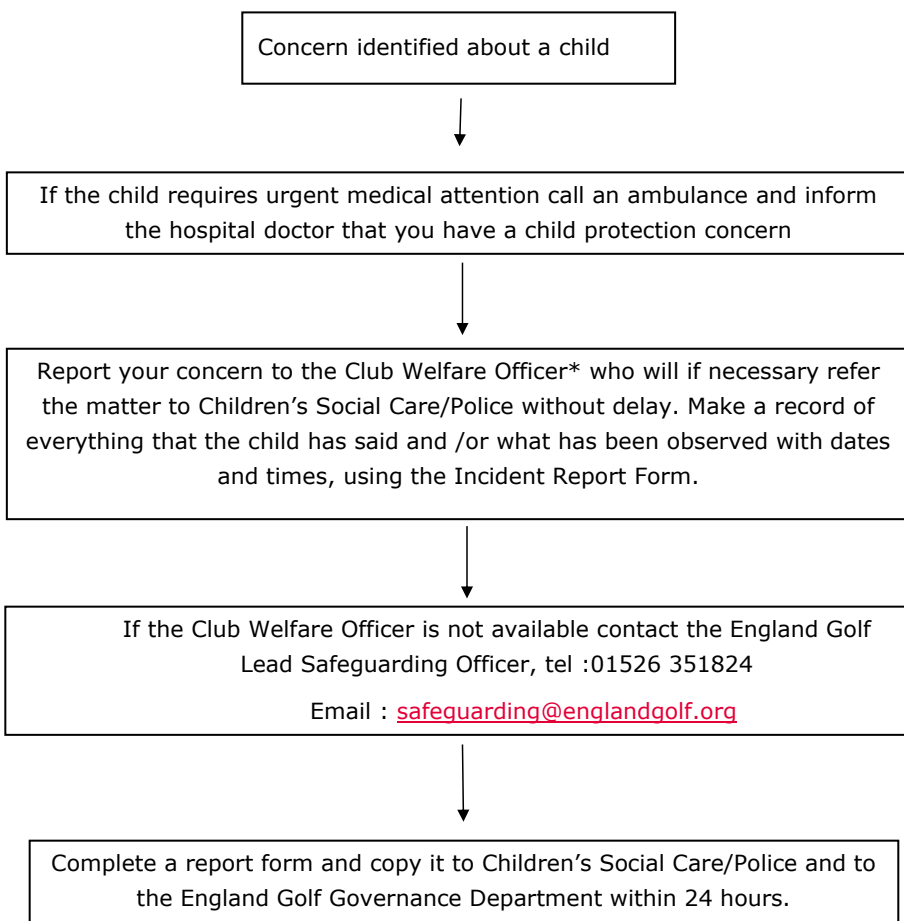 Concern identified about a child
If the child requires urgent medical attention call an ambulance and inform
the hospital doctor that you have a child protection concern
Report your concern to the Club Welfare Officer* who will if necessary refer
the matter to Children’s Social Care/Police without delay. Make a record of
everything that the child has said and /or what has been observed with dates
and times, using the Incident Report Form.
If the Club Welfare Officer is not available contact the England Golf
Lead Safeguarding Officer, tel :01526 351824
Email : safeguarding@englandgolf.org
Complete a report form and copy it to Children’s Social Care/Police and to
the England Golf Governance Department within 24 hours.